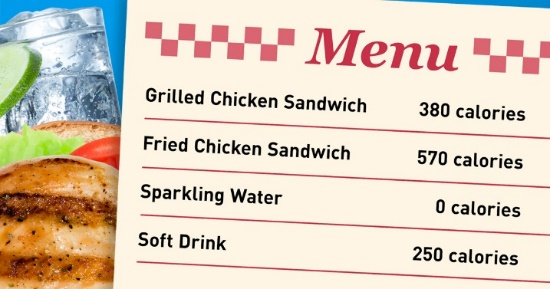 Menu
Grilled Chicken Sandwich 380 calories
Fried Chicken Sandwich 570 calories
Sparkling Water 0 calories
Soft Drink 250 calories